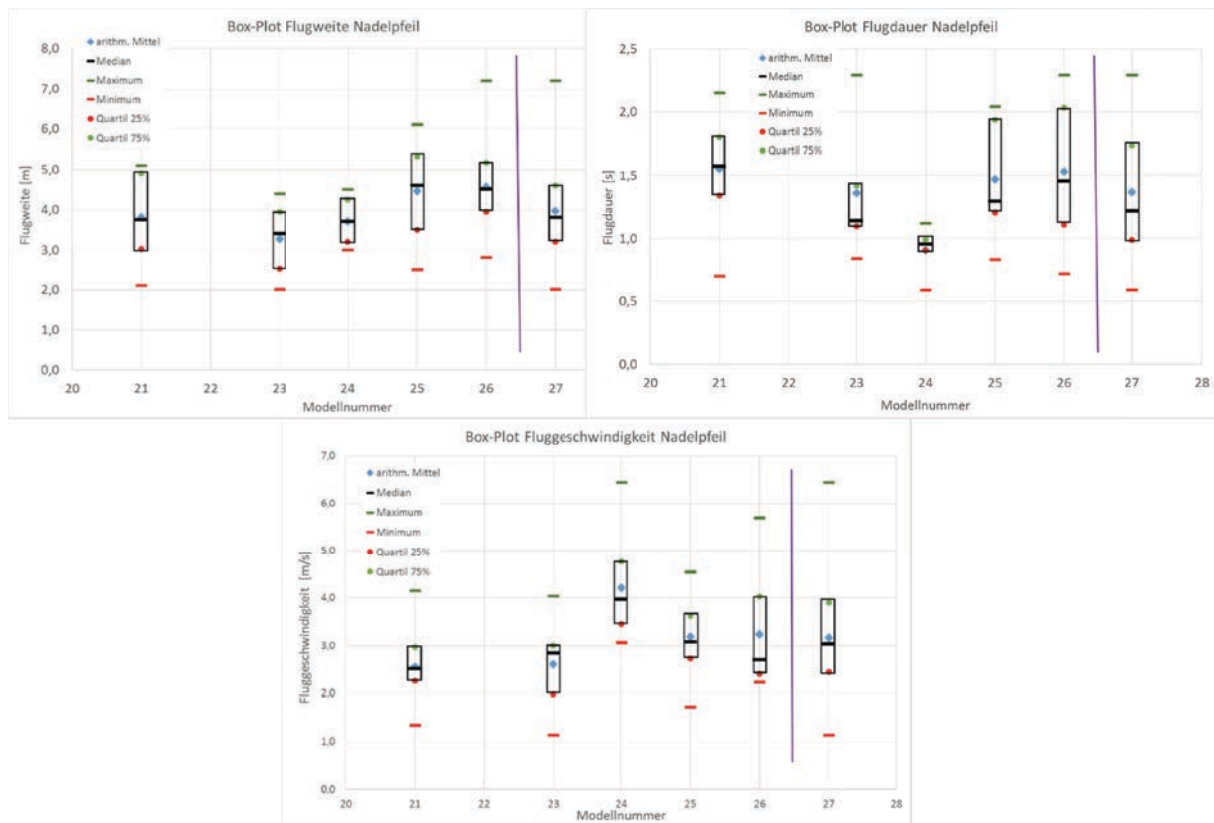 Box-Plot Flugweite Nadelpfeil
8,0
7,0
6,0
5,0
4,0
3,0
2,0
1,0
0,0
Flugweite [m]
arithm. Mittel
Median
Maximum
Minimum
Quartil 25%
Quartil 75%
20 21 22 23 24 25 26 27
Modellnummer
Box-Plot Flugdauer Nadelpfeil
2,5
2,0
1,5
1,0
0,5
0,0
Flugdauer [s]
arithm. Mittel
Median
Maximum
Minimum
Quartil 25%
Quartil 75%
20 21 22 23 24 25 26 27 28
Modellnummer
Box-Plot Fluggeschwindigkeit Nadelpfeil
7,0
6,0
5,0
4,0
3,0
2,0
1,0
0,0
Fluggeschwindigkeit [m/s]
arithm. Mittel
Median
Maximum
Minimum
Quartil 25%
Quartil 75%
20 21 22 23 24 25 26 27 28
Modellnummer